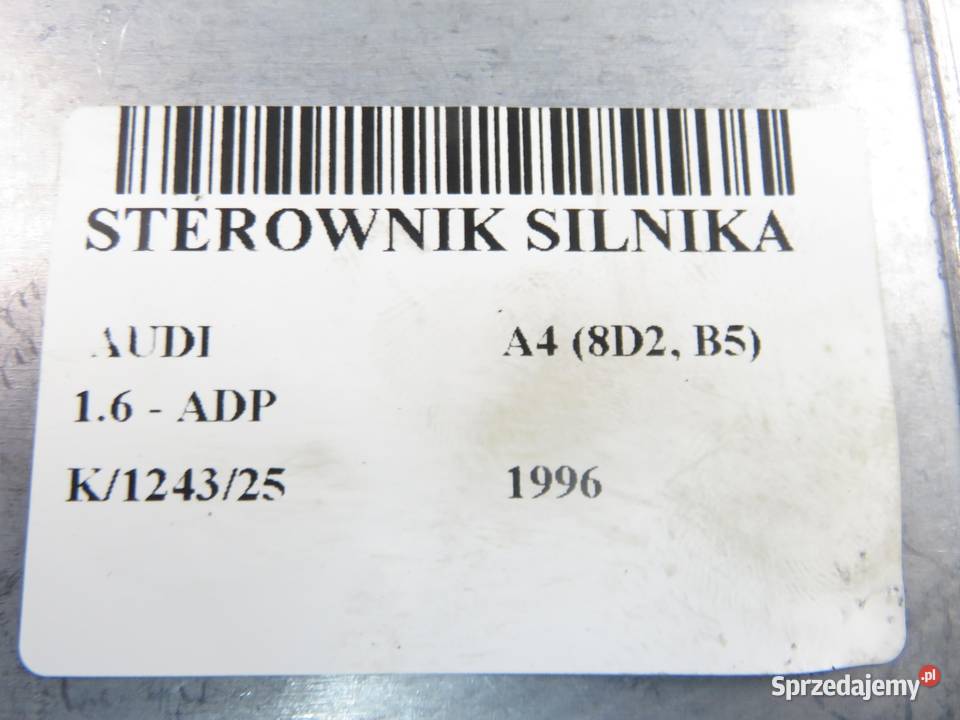 STEROWNIK SILNIKA
AUDI A4 (8D2, B5)
1.6 - ADP
K/1243/25 1996
Sprzedajemy.pl